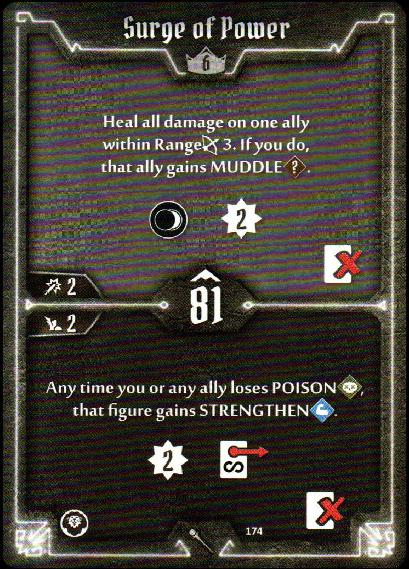 Surge of Power
6
Heal all damage on one ally
within Range 3. If you do,
that ally gains MUDDLE ?.
2
2
81
2
Any time you or any ally loses POISON,
that figure gains STRENGTHEN.
2
S
174